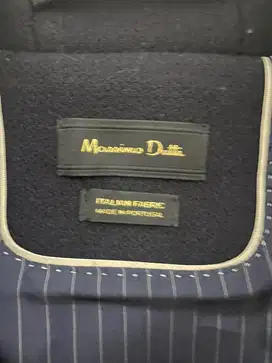 Massimo Dutti
ITALIAN FABRIC
MADE IN PORTUGAL